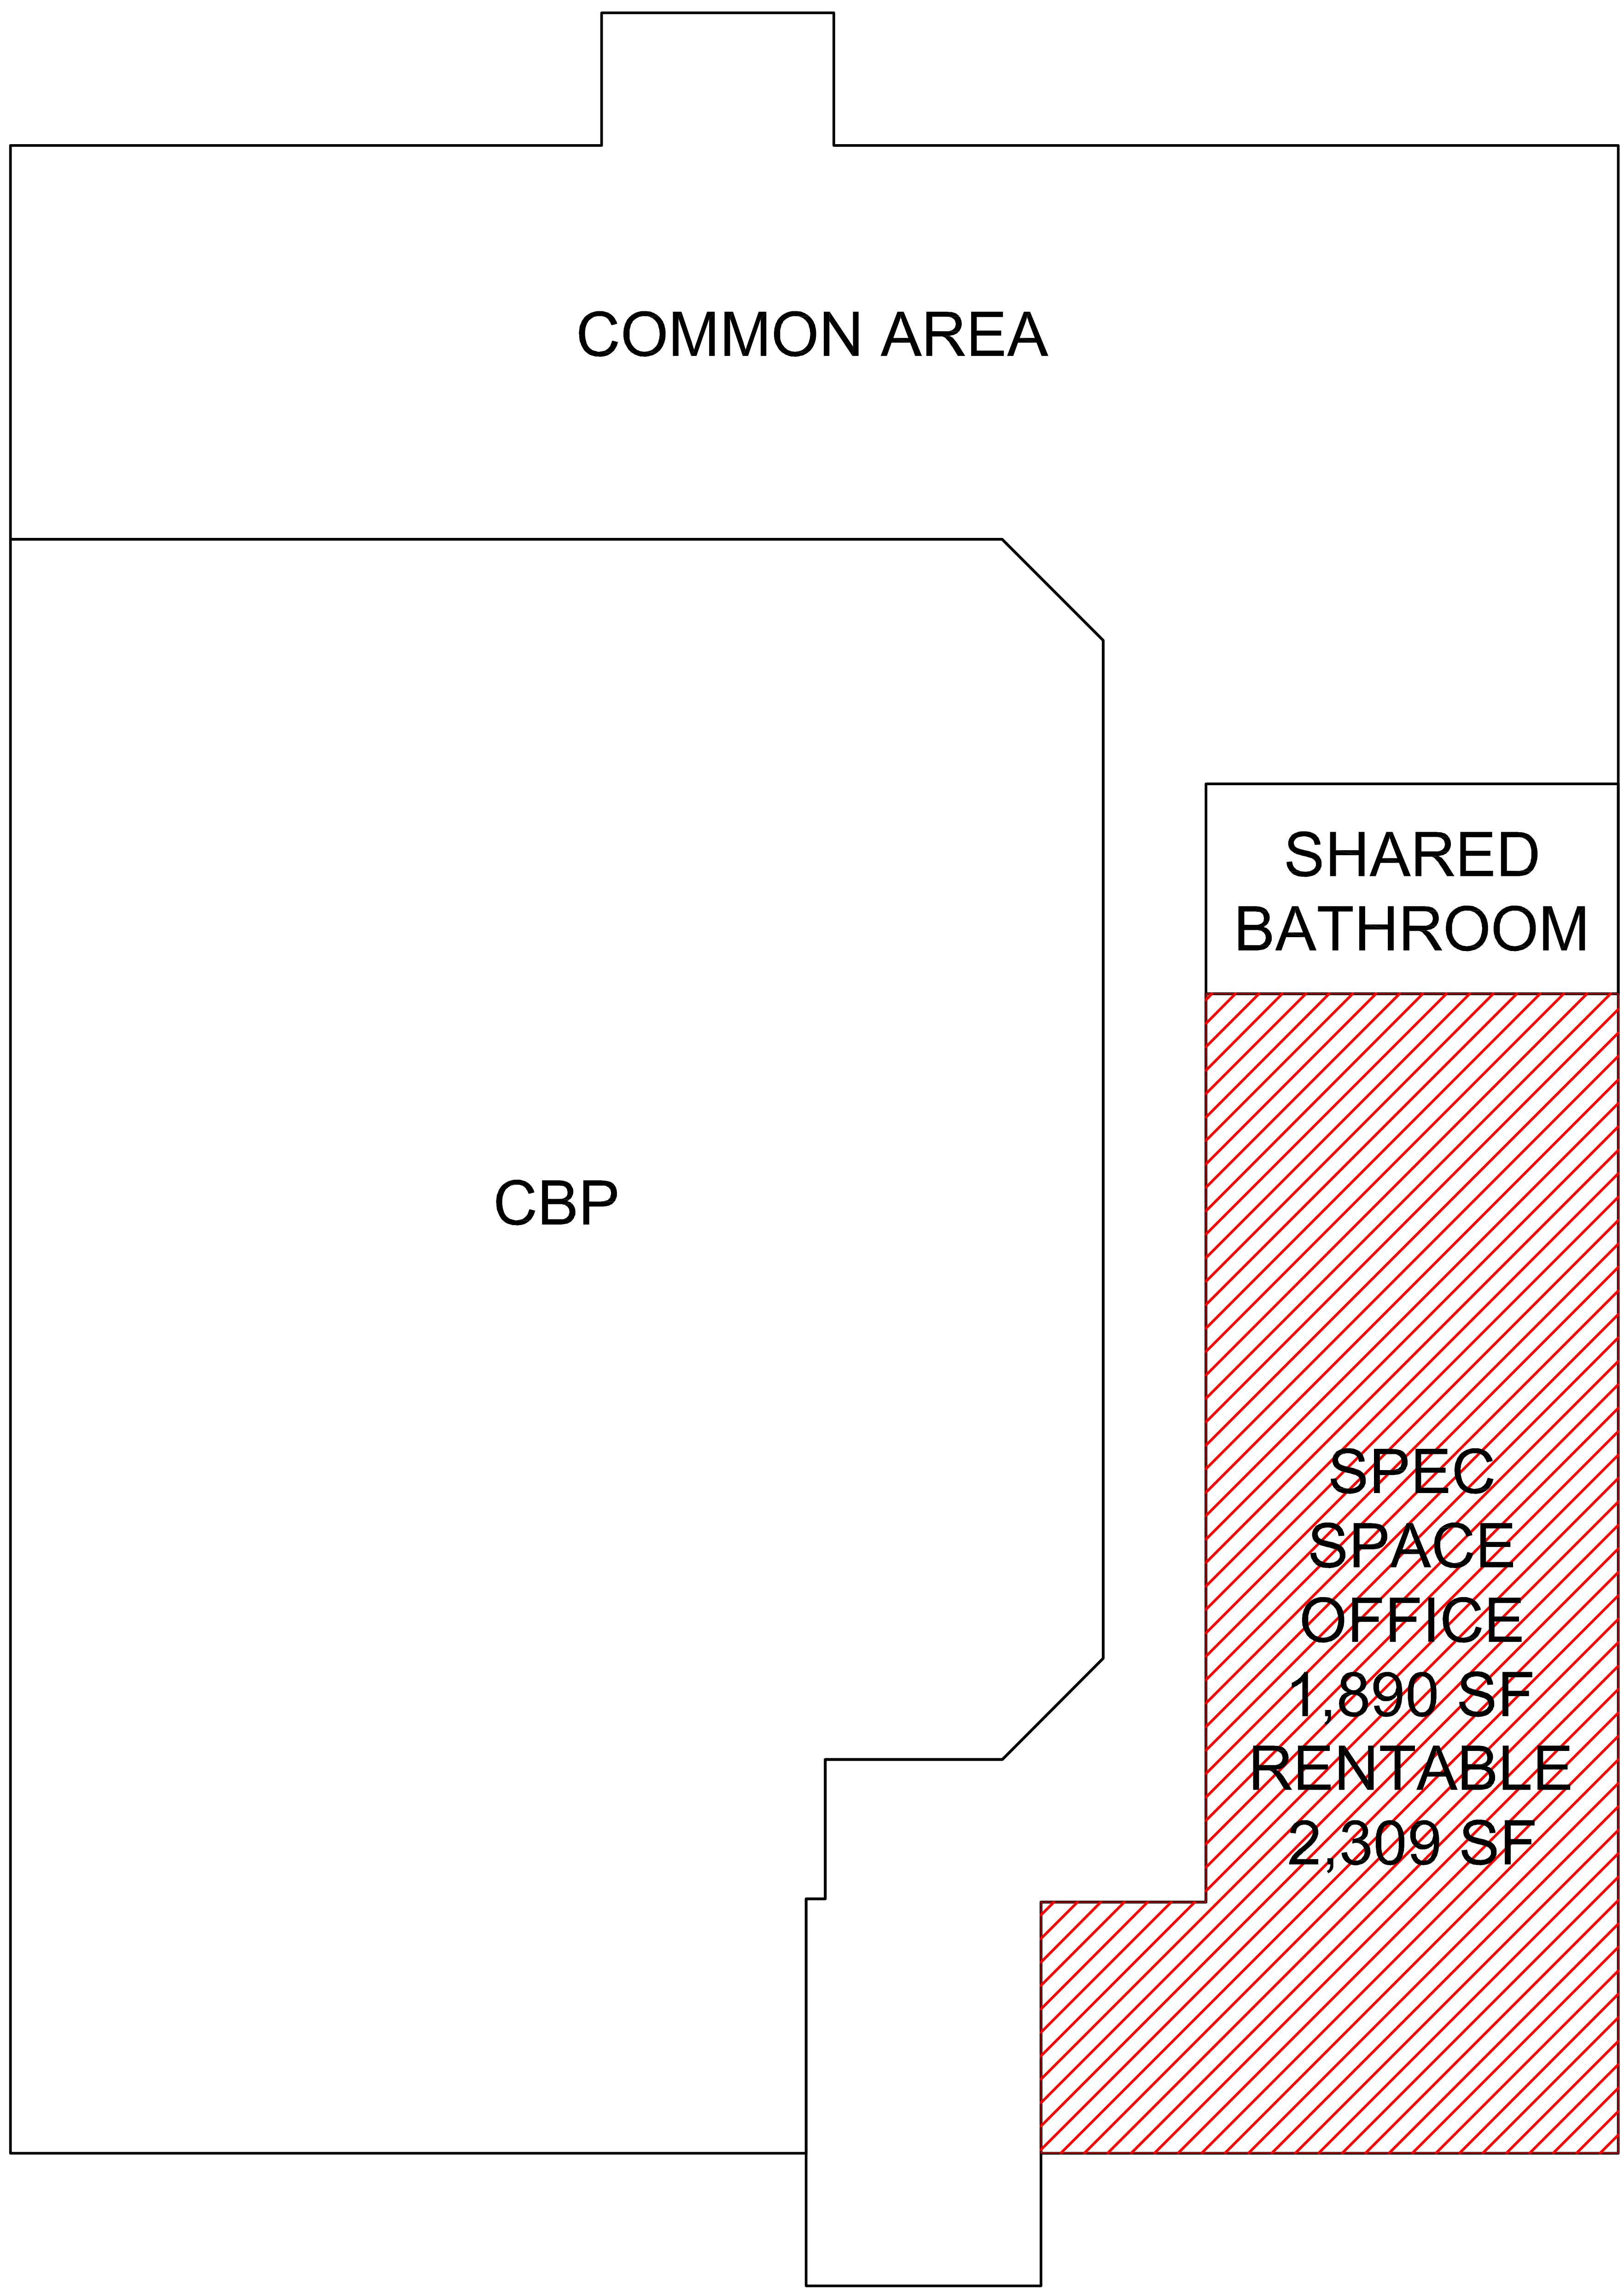 COMMON AREA
SHARED
BATHROOM
CBP
SPEC
SPACE
OFFICE
1,890 SF
RENTABLE
2,309 SF